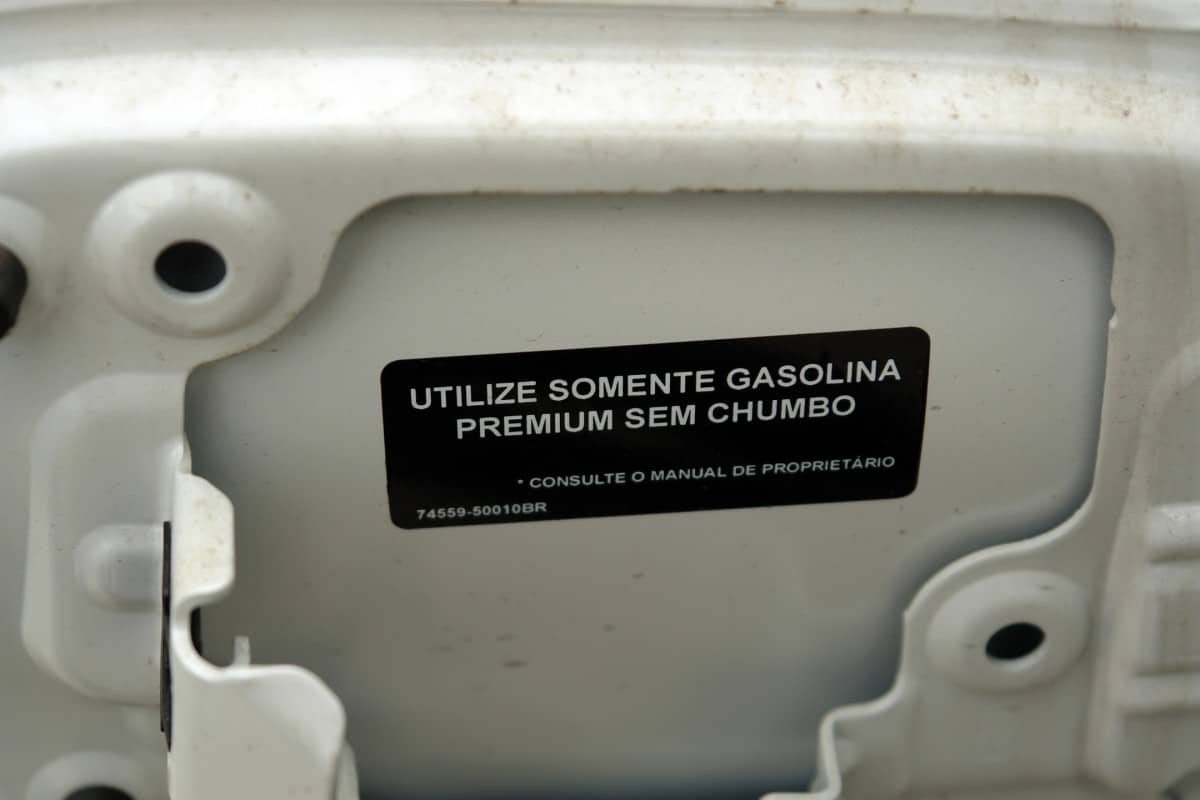 UTILIZE SOMENTE GASOLINA
PREMIUM SEM CHUMBO
* CONSULTE O MANUAL DE PROPRIETÁRIO
74559-50010BR